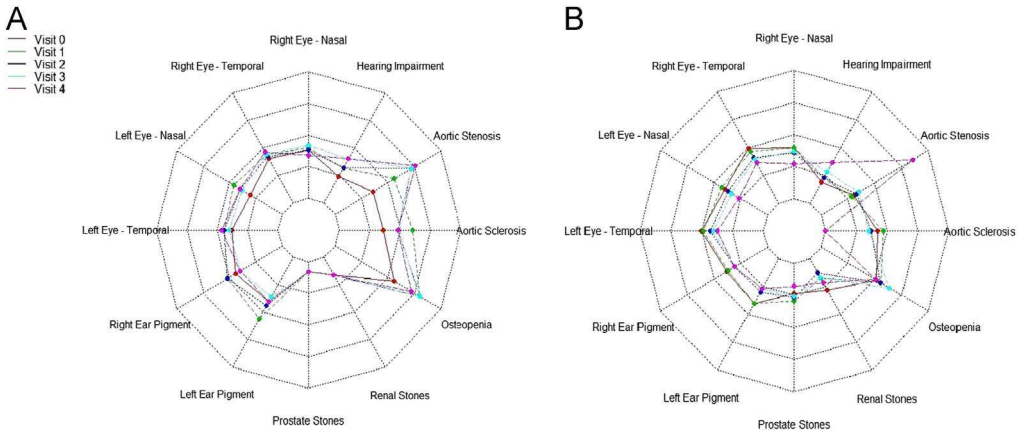 A
Visit 0
Visit 1
Visit 2
Visit 3
Visit 4
Right Eye - Nasal
Hearing Impairment
Aortic Stenosis
Aortic Sclerosis
Osteopenia
Renal Stones
Prostate Stones
Left Ear Pigment
Right Ear Pigment
Left Eye - Temporal
Left Eye - Nasal
Right Eye - Temporal
B
Right Eye - Nasal
Hearing Impairment
Aortic Stenosis
Aortic Sclerosis
Osteopenia
Renal Stones
Prostate Stones
Left Ear Pigment
Right Ear Pigment
Left Eye - Temporal
Left Eye - Nasal
Right Eye - Temporal